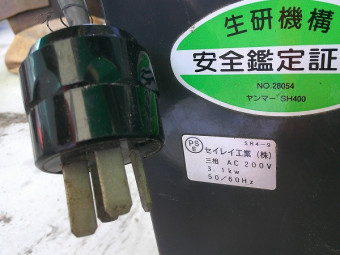 生研機構
安全鑑定証
NO.28054
ヤンマー SH400
PS
E
SH4-9
セイレイ工業（株）
三相 AC 200V
3.1kw
50/60Hz